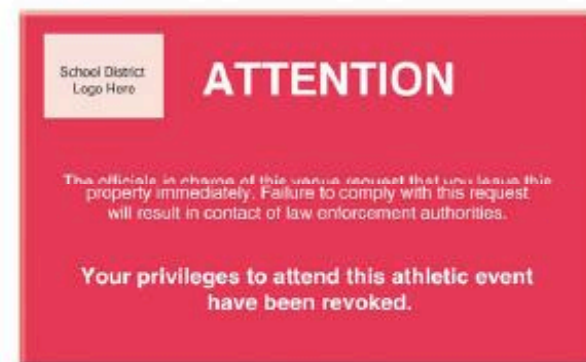 School District
Logo Here
ATTENTION
The officials in charge of this venue request that you leave this
property immediately. Failure to comply with this request
will result in contact of law enforcement authorities.
Your privileges to attend this athletic event
have been revoked.